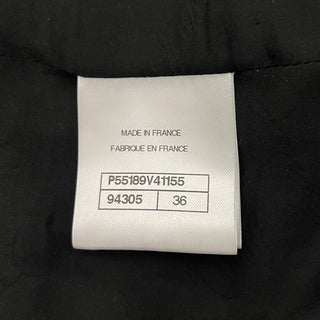 MADE IN FRANCE
FABRIQUE EN FRANCE
P55189V41155
94305 36